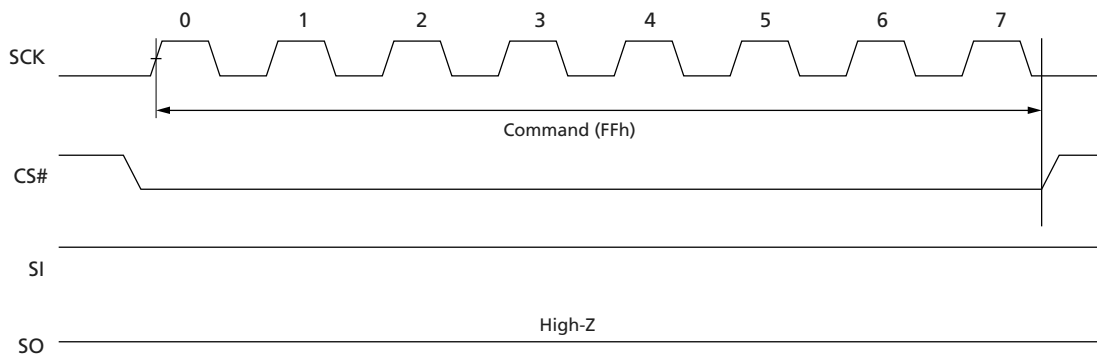 0 1 2 3 4 5 6 7
SCK
Command (FFh)
CS#
SI
High-Z
SO